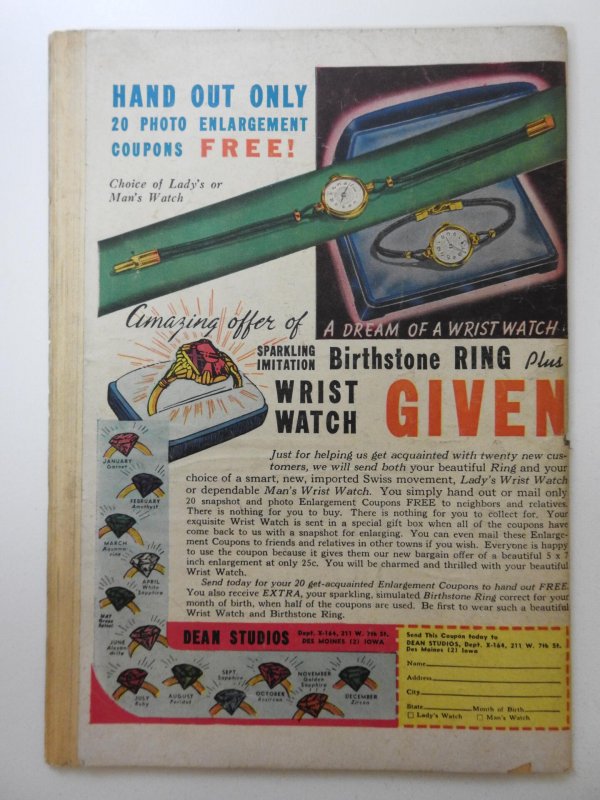 HAND OUT ONLY
20 PHOTO ENLARGEMENT
COUPONS FREE!
Choice of Lady's or
Man's Watch
A DREAM OF A WRIST WATCH
Amazing offer of
SPARKLING
IMITATION Birthstone RING Plus
WRIST
WATCH GIVEN
Just for helping us get acquainted with twenty new cus-
tomers, we will send both your beautiful Ring and your
choice of a smart, new, imported Swiss movement, Lady's Wrist Watch
or dependable Man's Wrist Watch. You simply hand out or mail only
20 snapshot and photo Enlargement Coupons FREE to neighbors and relatives.
There is nothing for you to buy. There is nothing for you to collect for. Your
exquisite Wrist Watch is sent in a special gift box when all of the coupons have
come back to us with a snapshot for enlarging. You can even mail these Enlarge-
ment Coupons to friends and relatives in other towns if you wish. Everyone is happy
to use the coupon because it gives them our new bargain offer of a beautiful 5 x 7
inch enlargement at only 25c. You will be charmed and thrilled with your beautiful
Wrist Watch.
Send today for your 20 get-acquainted Enlargement Coupons to hand out FREE.
You also receive EXTRA, your sparkling, simulated Birthstone Ring correct for your
month of birth, when half of the coupons are used. Be first to wear such a beautiful
Wrist Watch and Birthstone Ring.
JANUARY
Garnet
FEBRUARY
Amethyst
MARCH
APRIL
White
Sapphire
MAY
Green
JUNE
JULY
Ruby
AUGUST
Peridot
SEPT.
Sapphire
OCTOBER
NOVEMBER
Golden
Sapphire
DECEMBER
Zircon
DEAN STUDIOS Dept. X-164, 211 W. 7th St.
DES MOINES (2) IOWA
Send This Coupon today to
DEAN STUDIOS, Dept. X-164, 211 W. 7th St.
Des Moines (2) Iowa
Name
Address
City
State Month of Birth
Lady's Watch Man's Watch